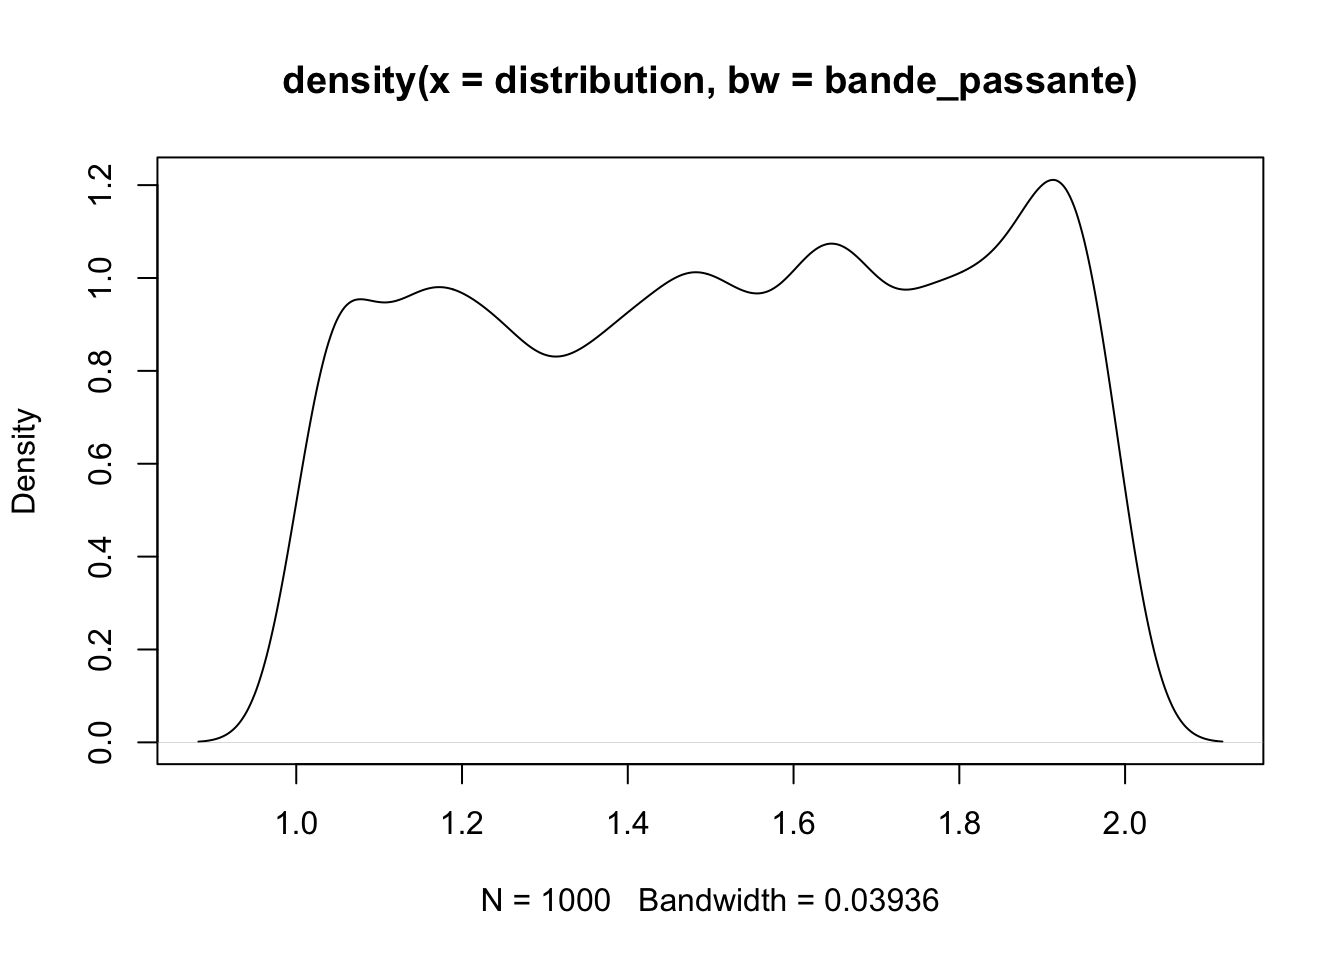 density(x = distribution, bw = bande_passante)
Density
1.2
1.0
0.8
0.6
0.4
0.2
0.0
1.0 1.2 1.4 1.6 1.8 2.0
N = 1000 Bandwidth = 0.03936